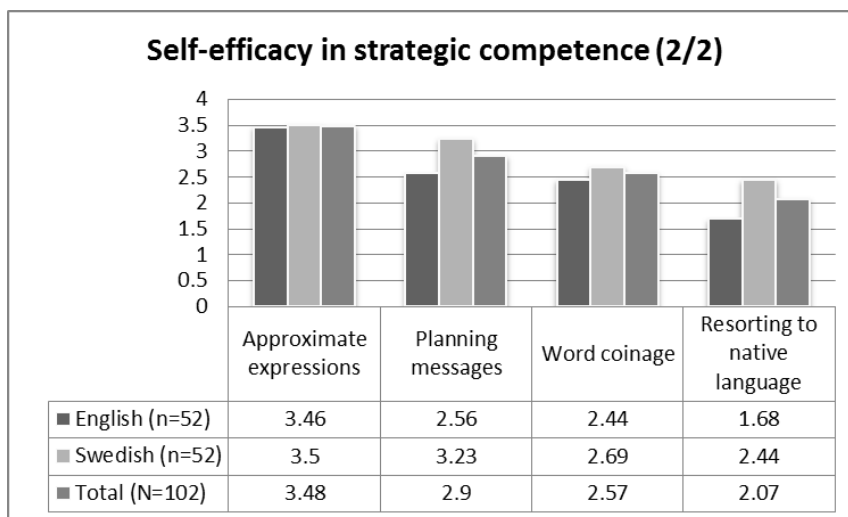 Self-efficacy in strategic competence (2/2)
4
3.5
3
2.5
2
1.5
1
0.5
0
Approximate expressions
Planning messages
Word coinage
Resorting to native language
English (n=52) 3.46 2.56 2.44 1.68
Swedish (n=52) 3.5 3.23 2.69 2.44
Total (N=102) 3.48 2.9 2.57 2.07